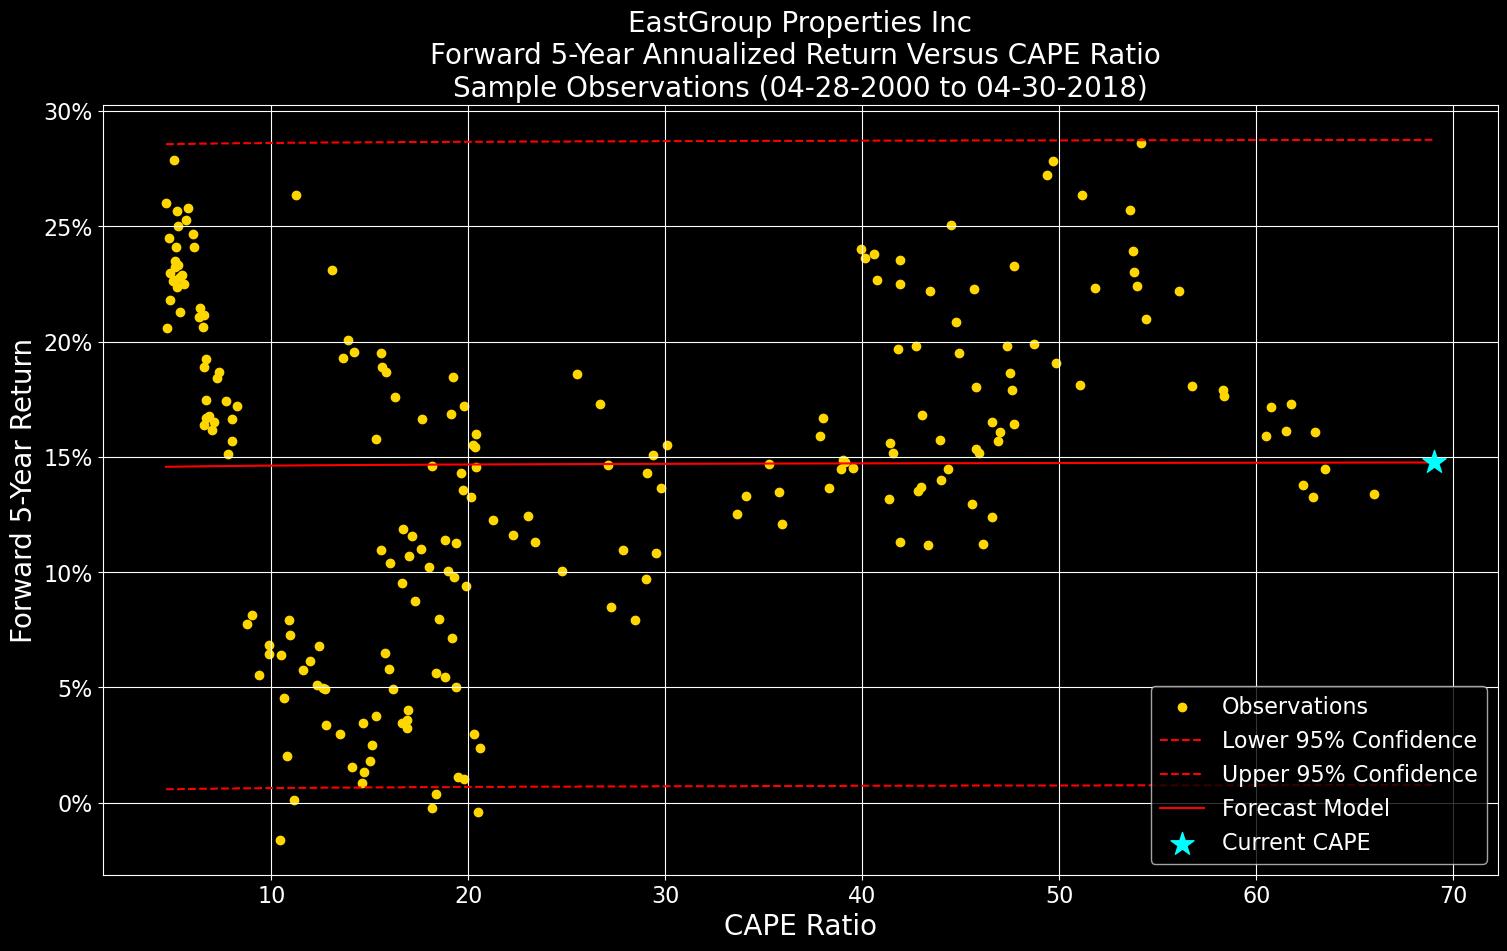 EastGroup Properties Inc
Forward 5-Year Annualized Return Versus CAPE Ratio
Sample Observations (04-28-2000 to 04-30-2018)
30%
25%
20%
15%
10%
5%
0%
Forward 5-Year Return
10 20 30 40 50 60 70
CAPE Ratio
Observations
Lower 95% Confidence
Upper 95% Confidence
Forecast Model
Current CAPE